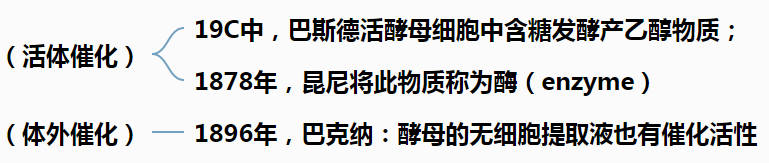 19C中，巴斯德活酵母细胞中含糖发酵产乙醇物质；
（活体催化）
1878年，昆尼将此物质称为酶（enzyme）
（体外催化）1896年，巴克纳：酵母的无细胞提取液也有催化活性